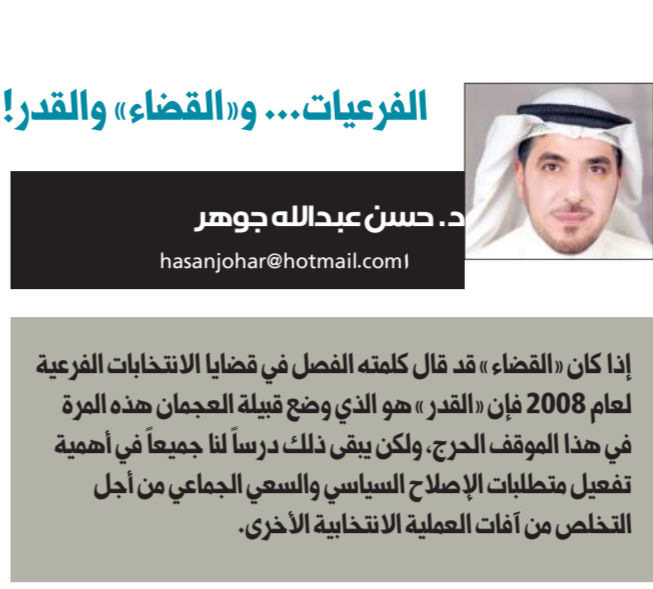 الفرعيات... و«القضاء» والقدر!
د. حسن عبدالله جوهر
hasanjohar@hotmail.com1
إذا كان «القضاء» قد قال كلمته الفصل في قضايا الانتخابات الفرعية
لعام 2008 فإن «القدر» هو الذي وضع قبيلة العجمان هذه المرة
في هذا الموقف الحرج، ولكن يبقى ذلك درساً لنا جميعاً في أهمية
تفعيل متطلبات الإصلاح السياسي والسعي الجماعي من أجل
التخلص من آفات العملية الانتخابية الأخرى.